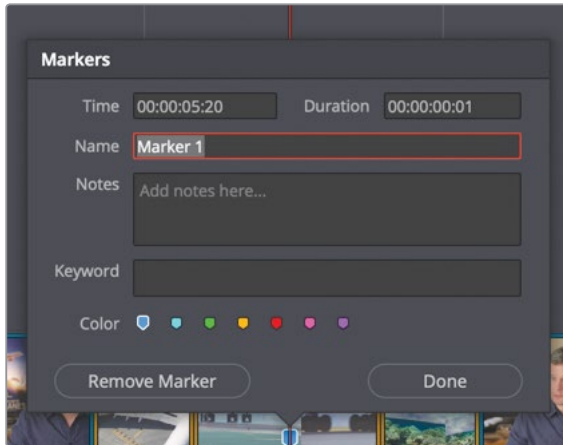 Markers
Time 00:00:05:20 Duration 00:00:00:01
Name Marker 1
Notes Add notes here...
Keyword
Color
Remove Marker Done